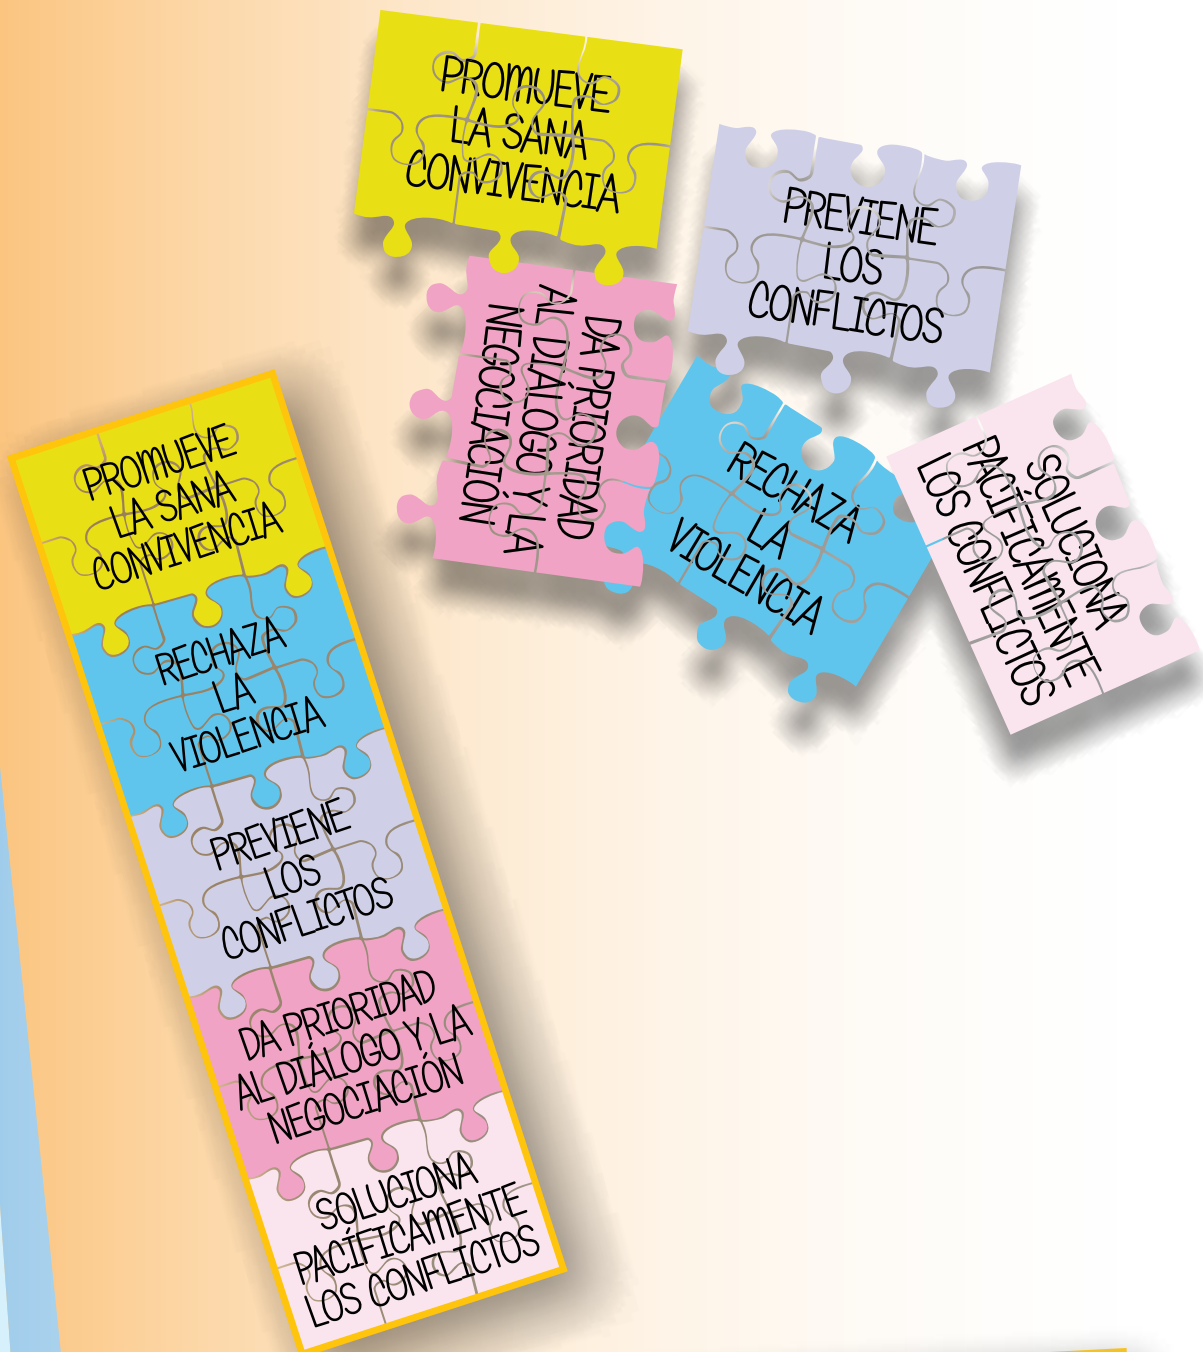 PROMUEVE
LA SANA
CONVIVENCIA
PREVIENE
LOS
CONFLICTOS
DA PRIORIDAD
AL DIÁLOGO Y LA
NEGOCIACIÓN
RECHAZA
LA
VIOLENCIA
SOLUCIONA
PACÍFICAMENTE
LOS CONFLICTOS
PROMUEVE
LA SANA
CONVIVENCIA
RECHAZA
LA
VIOLENCIA
PREVIENE
LOS
CONFLICTOS
DA PRIORIDAD
AL DIÁLOGO Y LA
NEGOCIACIÓN
SOLUCIONA
PACÍFICAMENTE
LOS CONFLICTOS